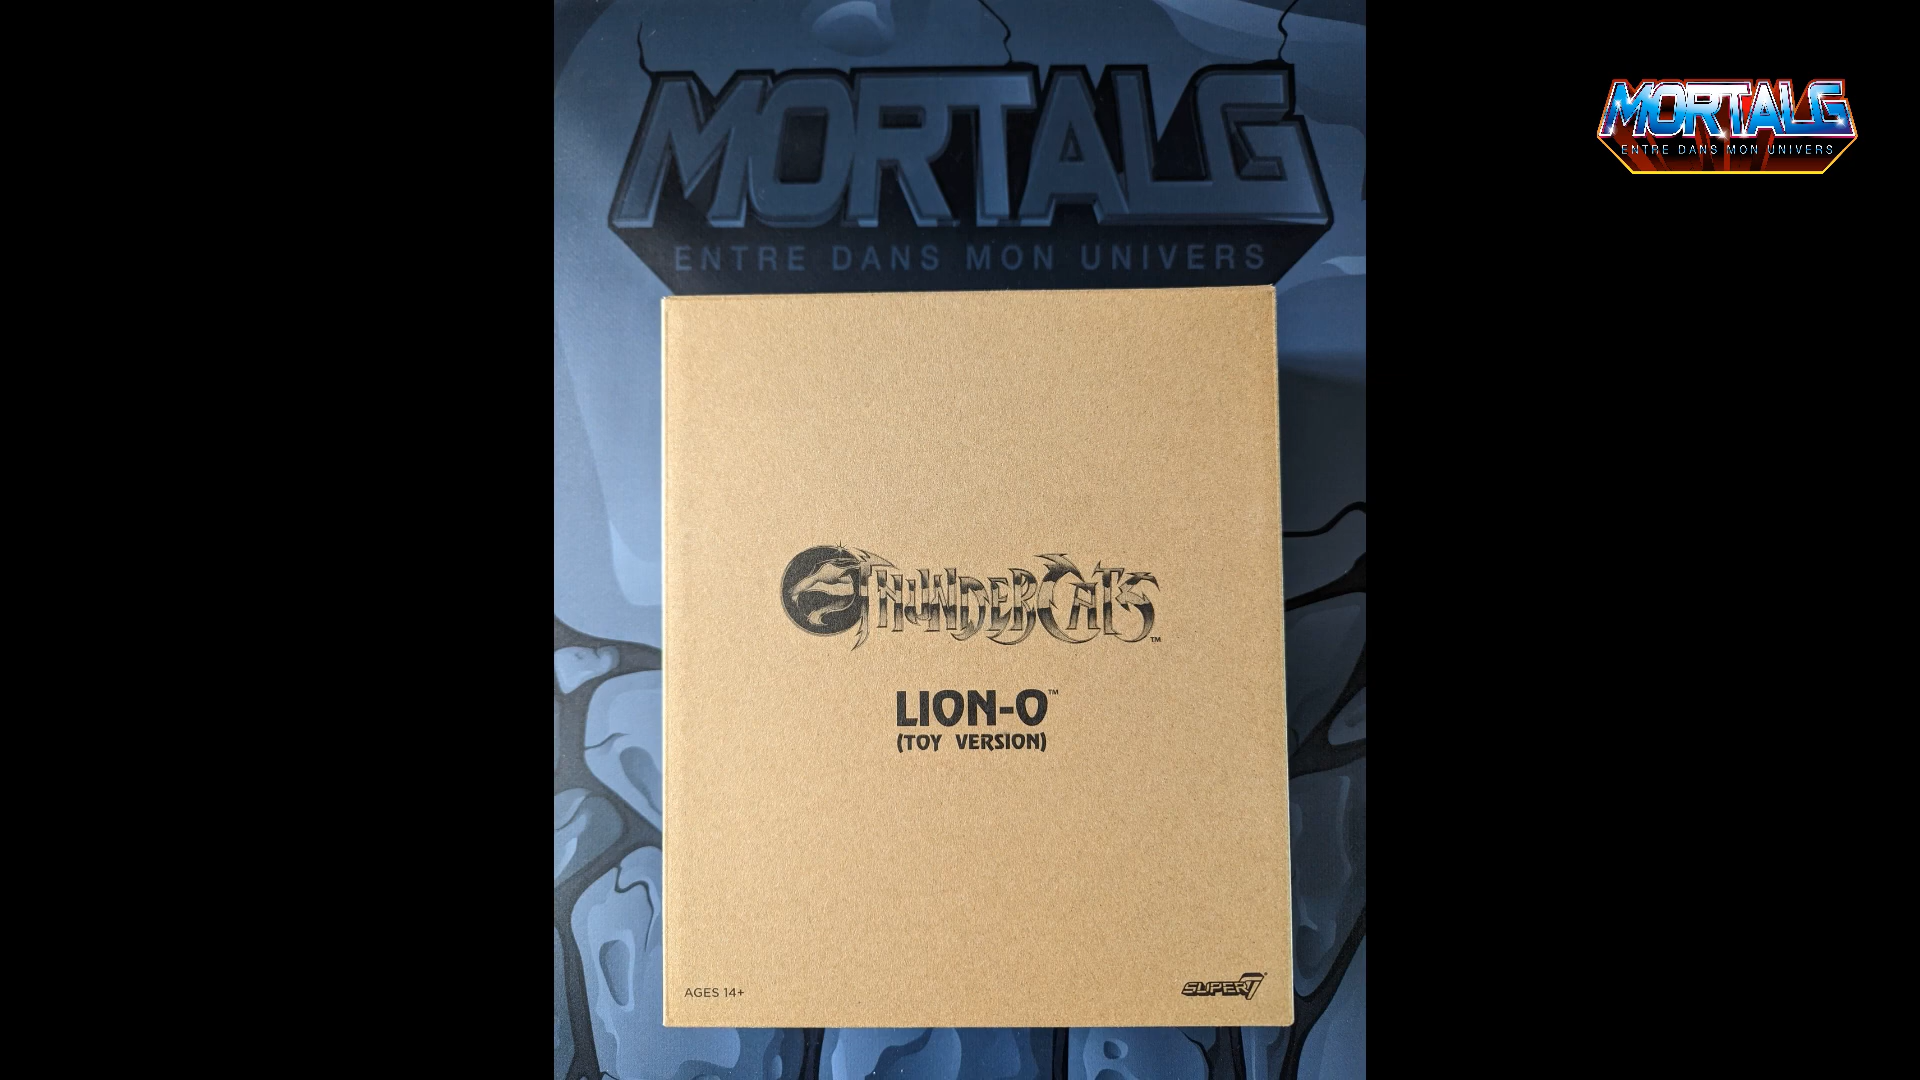 MORTALG
ENTRE DANS MON UNIVERS
MORTALG
ENTRE DANS MON UNIVERS
THUNDERCATS™
LION-O™
(TOY VERSION)
AGES 14+
SUPER7